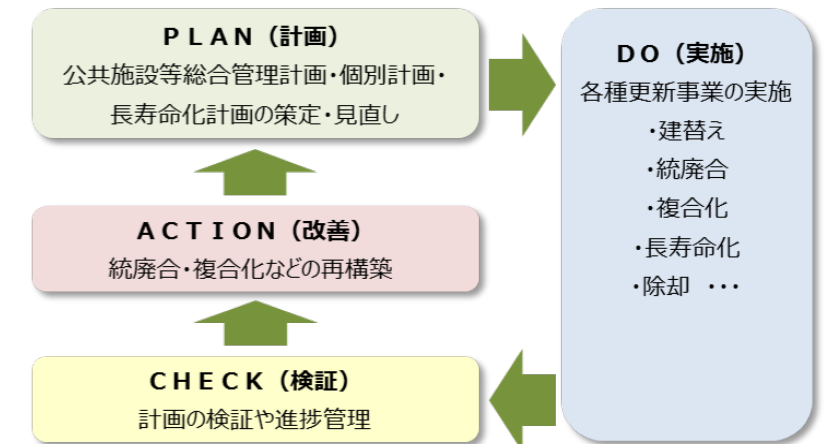 ＰＬＡＮ（計画）
公共施設等総合管理計画・個別計画・
長寿命化計画の策定・見直し
ＤＯ（実施）
各種更新事業の実施
・建替え
・統廃合
・複合化
・長寿命化
・除却　・・・
ＡＣＴＩＯＮ（改善）
統廃合・複合化などの再構築
ＣＨＥＣＫ（検証）
計画の検証や進捗管理